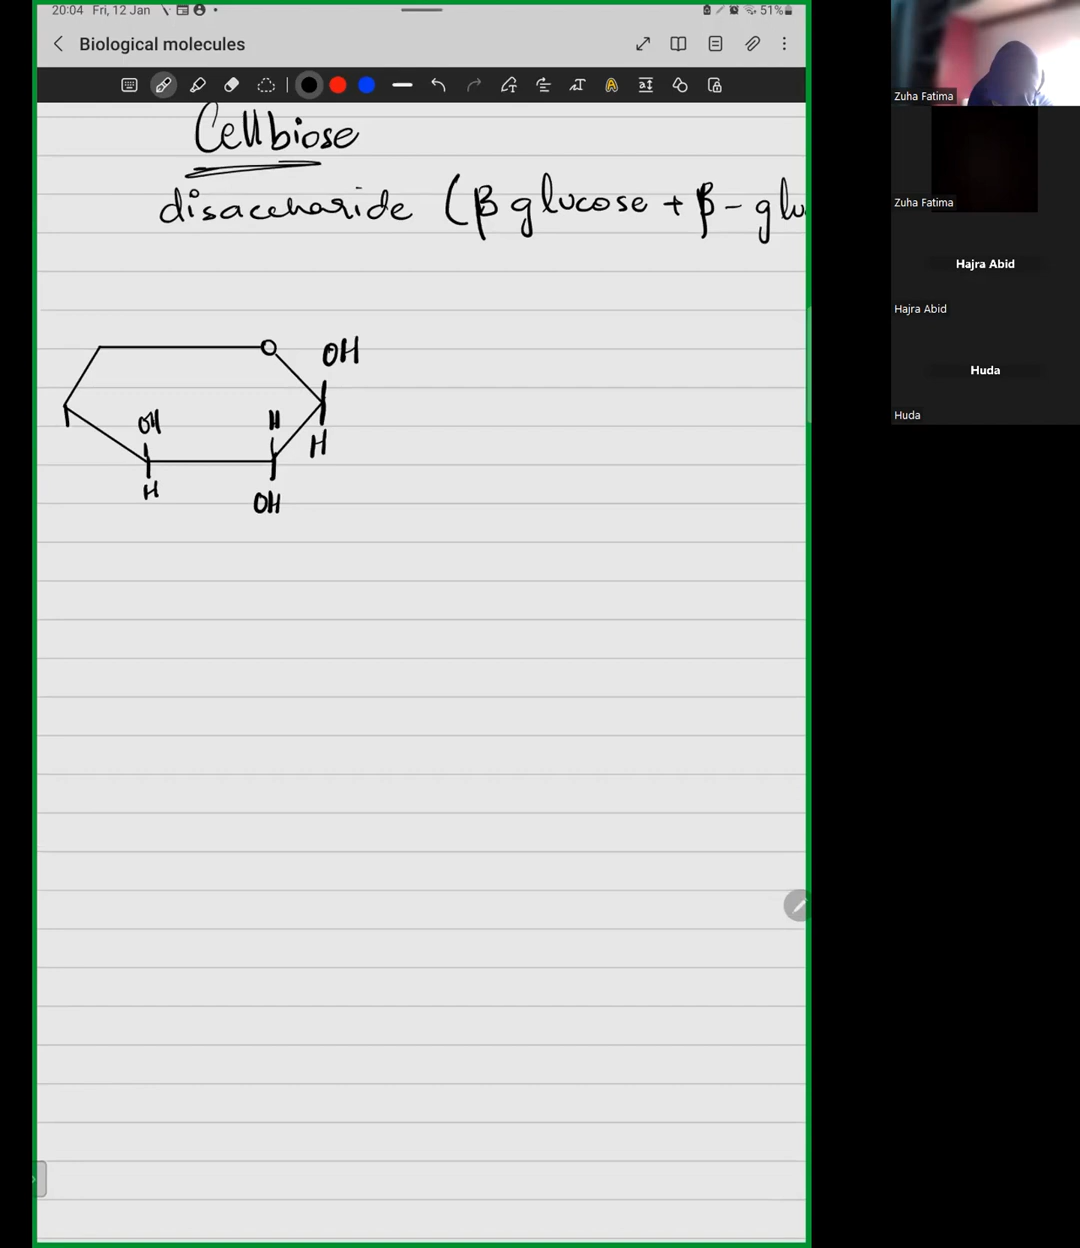 20:04 Fri, 12 Jan
51%
Biological molecules
Cellbiose
disaccharide (β glucose + β - glu
O
OH
OH
H
H
H
OH
Zuha Fatima
Zuha Fatima
Hajra Abid
Hajra Abid
Huda
Huda